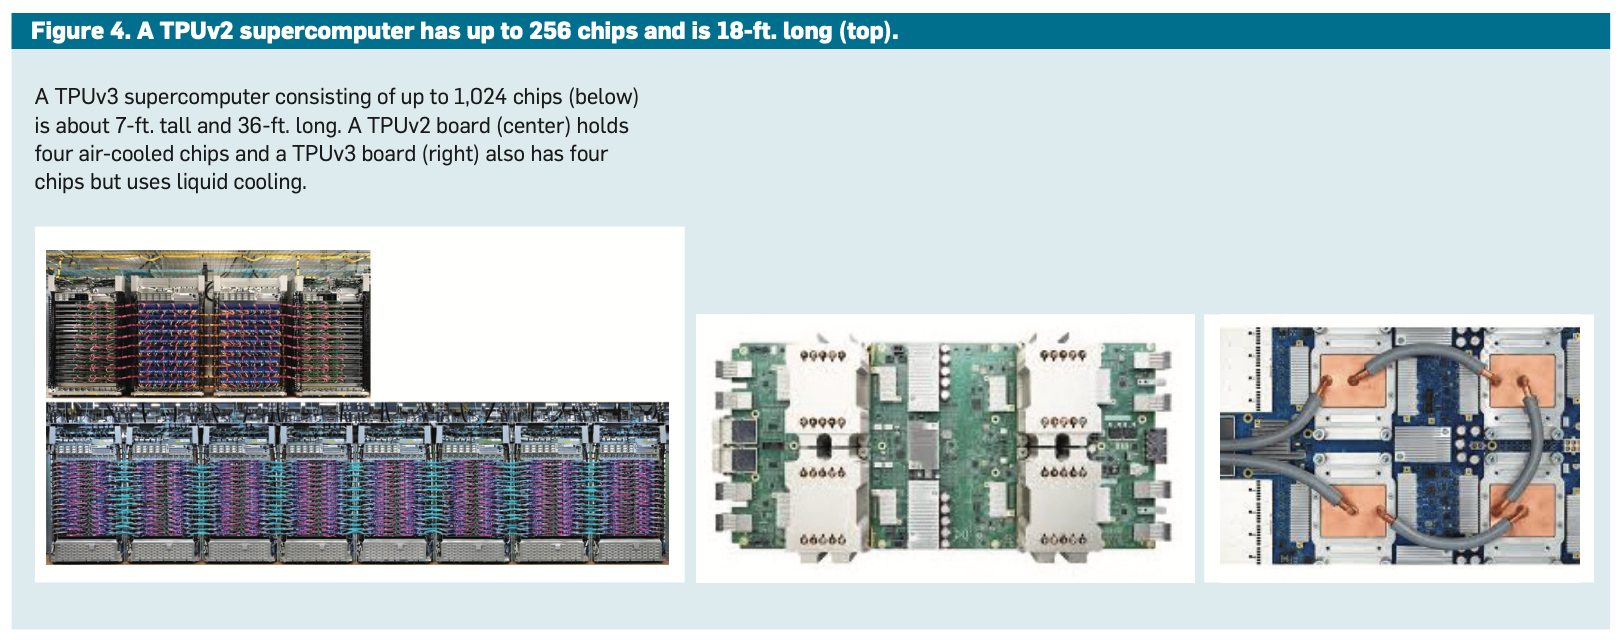 Figure 4. A TPUv2 supercomputer has up to 256 chips and is 18-ft. long (top).
A TPUv3 supercomputer consisting of up to 1,024 chips (below)
is about 7-ft. tall and 36-ft. long. A TPUv2 board (center) holds
four air-cooled chips and a TPUv3 board (right) also has four
chips but uses liquid cooling.